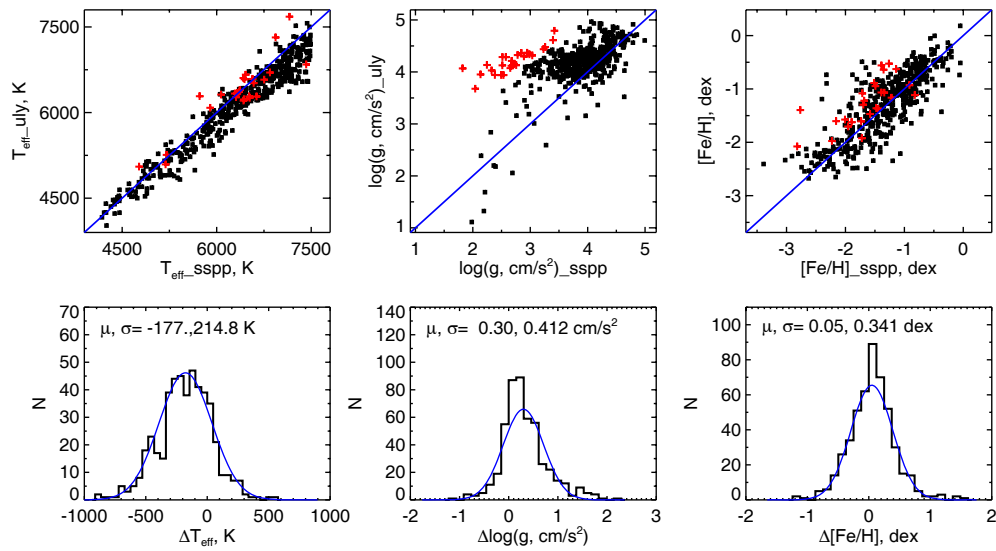 7500
6000
4500
T_eff_uly, K
4500 6000 7500
T_eff_sspp, K
5
4
3
2
1
log(g, cm/s²)_uly
1 2 3 4 5
log(g, cm/s²)_sspp
0
-1
-2
-3
[Fe/H], dex
-3 -2 -1 0
[Fe/H]_sspp, dex
70
60
50
40
30
20
10
0
N
μ, σ= -177.,214.8 K
-1000 -500 0 500 1000
ΔT_eff, K
140
120
100
80
60
40
20
0
N
μ, σ= 0.30, 0.412 cm/s²
-2 -1 0 1 2 3
Δlog(g, cm/s²)
100
80
60
40
20
0
N
μ, σ= 0.05, 0.341 dex
-2 -1 0 1 2
Δ[Fe/H], dex